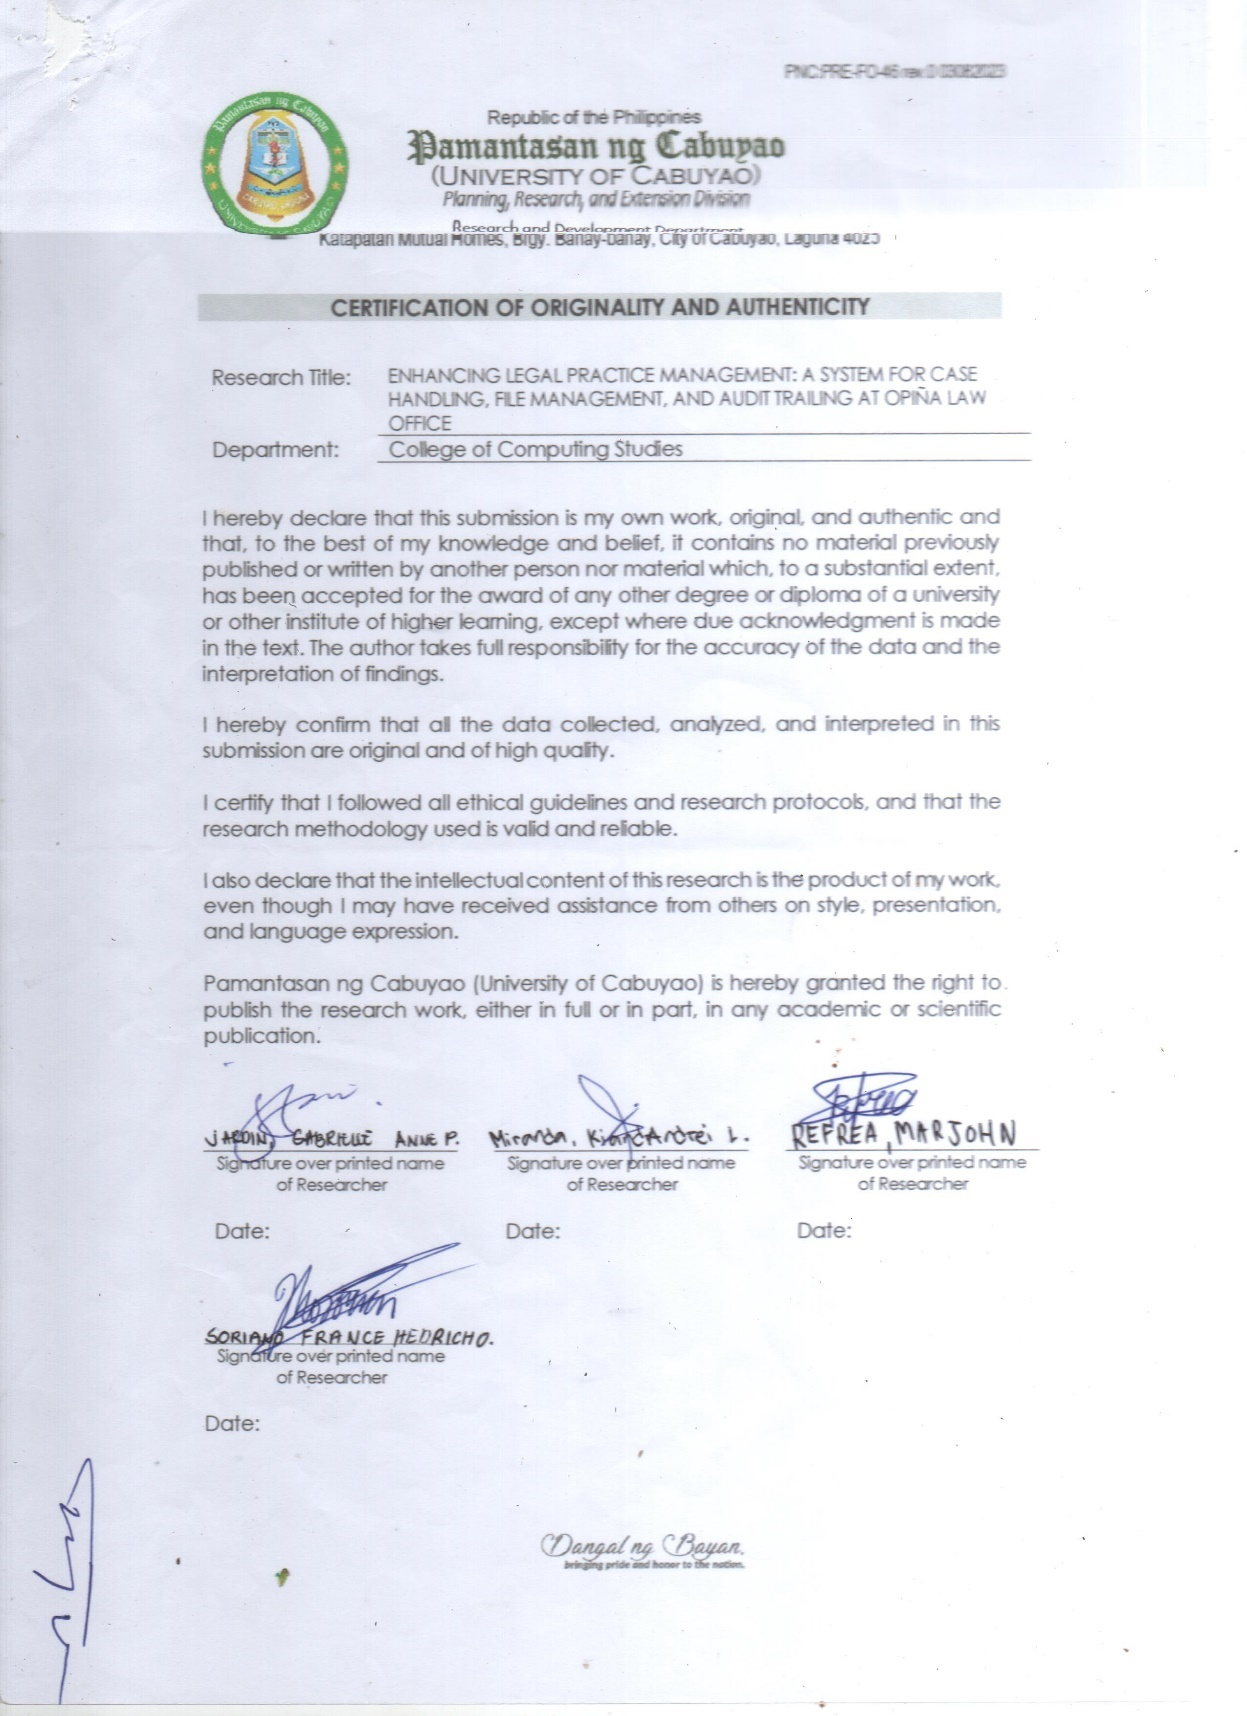 PNC:PRE-FO-46 rev.0 03082023
Republic of the Philippines
Pamantasan ng Cabuyao
(UNIVERSITY OF CABUYAO)
Planning, Research, and Extension Division
Research and Development Department
Katapatan Mutual Homes, Brgy. Banay-banay, City of Cabuyao, Laguna 4025
Pamantasan ng Cabuyao
UNIVERSITY OF CABUYAO
CERTIFICATION OF ORIGINALITY AND AUTHENTICITY
Research Title: ENHANCING LEGAL PRACTICE MANAGEMENT: A SYSTEM FOR CASE
HANDLING, FILE MANAGEMENT, AND AUDIT TRAILING AT OPIÑA LAW
OFFICE
Department: College of Computing Studies
I hereby declare that this submission is my own work, original, and authentic and
that, to the best of my knowledge and belief, it contains no material previously
published or written by another person nor material which, to a substantial extent,
has been accepted for the award of any other degree or diploma of a university
or other institute of higher learning, except where due acknowledgment is made
in the text. The author takes full responsibility for the accuracy of the data and the
interpretation of findings.
I hereby confirm that all the data collected, analyzed, and interpreted in this
submission are original and of high quality.
I certify that I followed all ethical guidelines and research protocols, and that the
research methodology used is valid and reliable.
I also declare that the intellectual content of this research is the product of my work,
even though I may have received assistance from others on style, presentation,
and language expression.
Pamantasan ng Cabuyao (University of Cabuyao) is hereby granted the right to
publish the research work, either in full or in part, in any academic or scientific
publication.
JARDIN, GABRIELLE ANNE P. Miranda, Kian Andrei L. REFREA, MARJOHN
Signature over printed name Signature over printed name Signature over printed name
of Researcher of Researcher of Researcher
Date: Date: Date:
SORIANO FRANCE HEDRICH O.
Signature over printed name
of Researcher
Date:
Dangal ng Bayan.
bringing pride and honor to the nation.